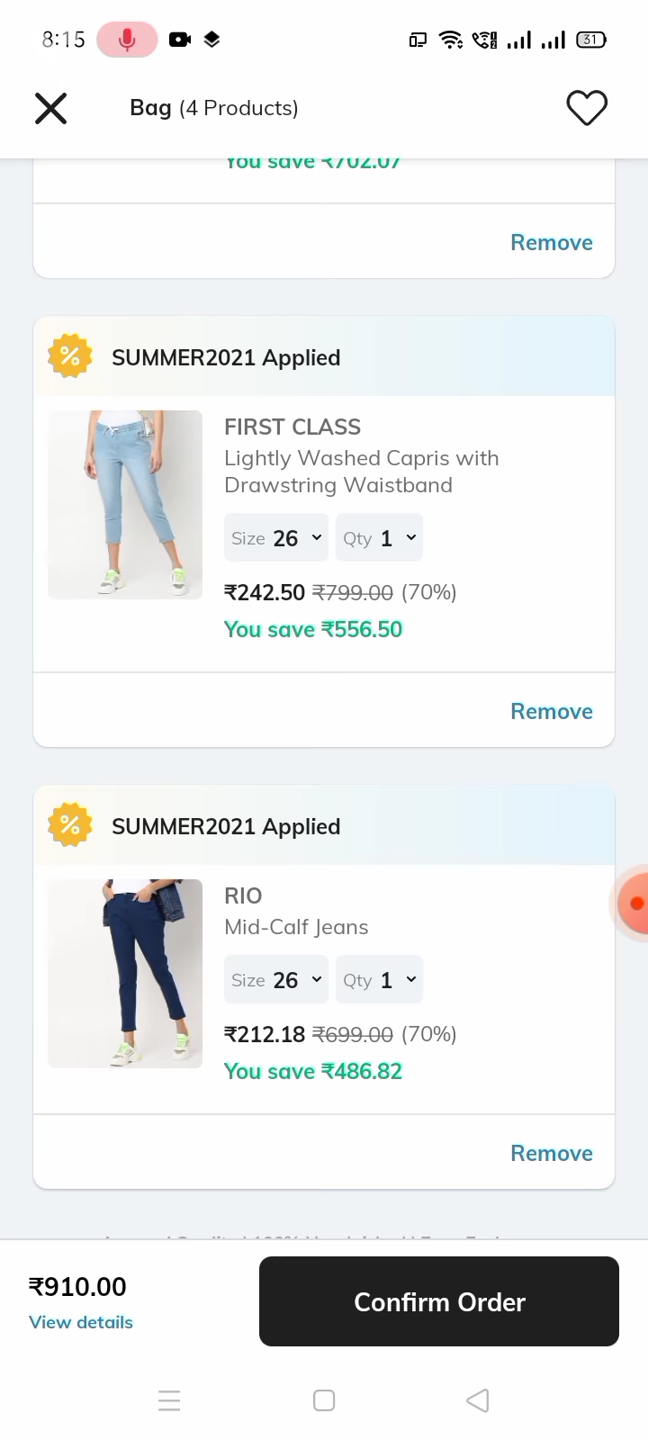 8:15
31
Bag (4 Products)
You save ₹702.07
Remove
SUMMER2021 Applied
FIRST CLASS
Lightly Washed Capris with
Drawstring Waistband
Size 26 Qty 1
₹242.50 ₹799.00 (70%)
You save ₹556.50
Remove
SUMMER2021 Applied
RIO
Mid-Calf Jeans
Size 26 Qty 1
₹212.18 ₹699.00 (70%)
You save ₹486.82
Remove
₹910.00
View details
Confirm Order